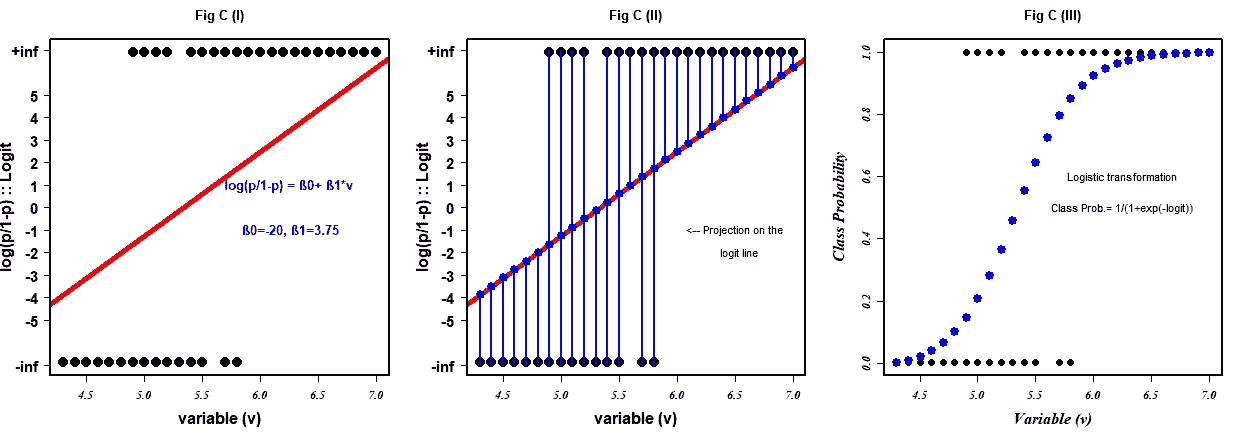 Fig C (I)
+inf
5
4
3
2
1
0
-1
-2
-3
-4
-5
-inf
log(p/1-p) :: Logit
log(p/1-p) = ß0+ ß1*v
ß0=-20, ß1=3.75
4.5 5.0 5.5 6.0 6.5 7.0
variable (v)
Fig C (II)
+inf
5
4
3
2
1
0
-1
-2
-3
-4
-5
-inf
log(p/1-p) :: Logit
<-- Projection on the
logit line
4.5 5.0 5.5 6.0 6.5 7.0
variable (v)
Fig C (III)
1.0
0.8
0.6
0.4
0.2
0.0
Class Probability
Logistic transformation
Class Prob.= 1/(1+exp(-logit))
4.5 5.0 5.5 6.0 6.5 7.0
Variable (v)